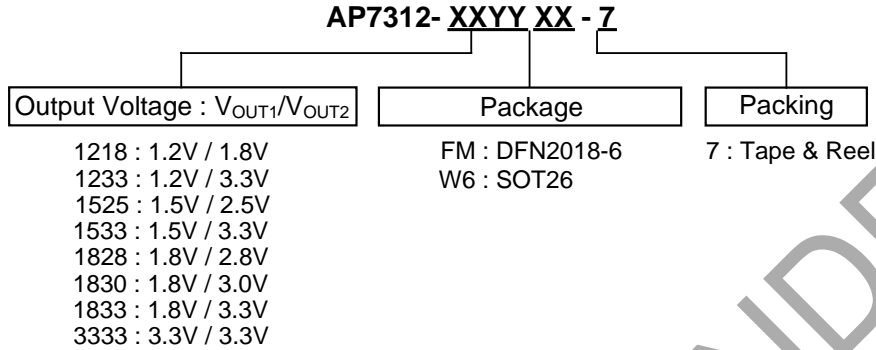 AP7312- XXYY XX - 7
Output Voltage : VOUT1/VOUT2
1218 : 1.2V / 1.8V
1233 : 1.2V / 3.3V
1525 : 1.5V / 2.5V
1533 : 1.5V / 3.3V
1828 : 1.8V / 2.8V
1830 : 1.8V / 3.0V
1833 : 1.8V / 3.3V
3333 : 3.3V / 3.3V
Package
FM : DFN2018-6
W6 : SOT26
Packing
7 : Tape & Reel